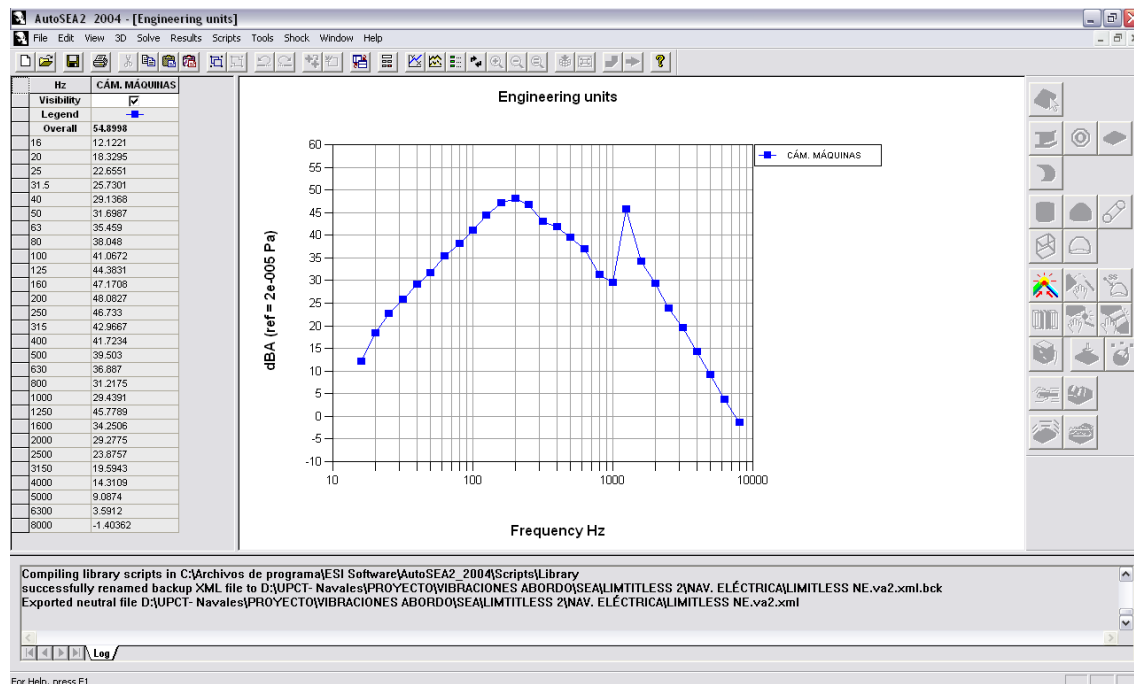 AutoSEA2 2004 - [Engineering units]
File Edit View 3D Solve Results Scripts Tools Shock Window Help
Hz CÁM. MÁQUINAS
Visibility
Legend
Overall 54.8998
16 12.1221
20 18.3295
25 22.6551
31.5 25.7301
40 29.1368
50 31.6987
63 35.459
80 38.048
100 41.0672
125 44.3831
160 47.1708
200 48.0827
250 46.733
315 42.9667
400 41.7234
500 39.503
630 36.887
800 31.2175
1000 29.4391
1250 45.7789
1600 34.2506
2000 29.2775
2500 23.8757
3150 19.5943
4000 14.3109
5000 9.0874
6300 3.5912
8000 -1.40362
Engineering units
CÁM. MÁQUINAS
dBA (ref = 2e-005 Pa)
60
55
50
45
40
35
30
25
20
15
10
5
0
-5
-10
10 100 1000 10000
Frequency Hz
SS
Compiling library scripts in C:\Archivos de programa\ESI Software\AutoSEA2_2004\Scripts\Library
successfully renamed backup XML file to D:\UPCT- Navales\PROYECTO\VIBRACIONES ABORDO\SEA\LIMTITLESS 2\NAV. ELÉCTRICA\LIMITLESS NE.va2.xml.bck
Exported neutral file D:\UPCT- Navales\PROYECTO\VIBRACIONES ABORDO\SEA\LIMTITLESS 2\NAV. ELÉCTRICA\LIMITLESS NE.va2.xml
Log
For Help, press F1